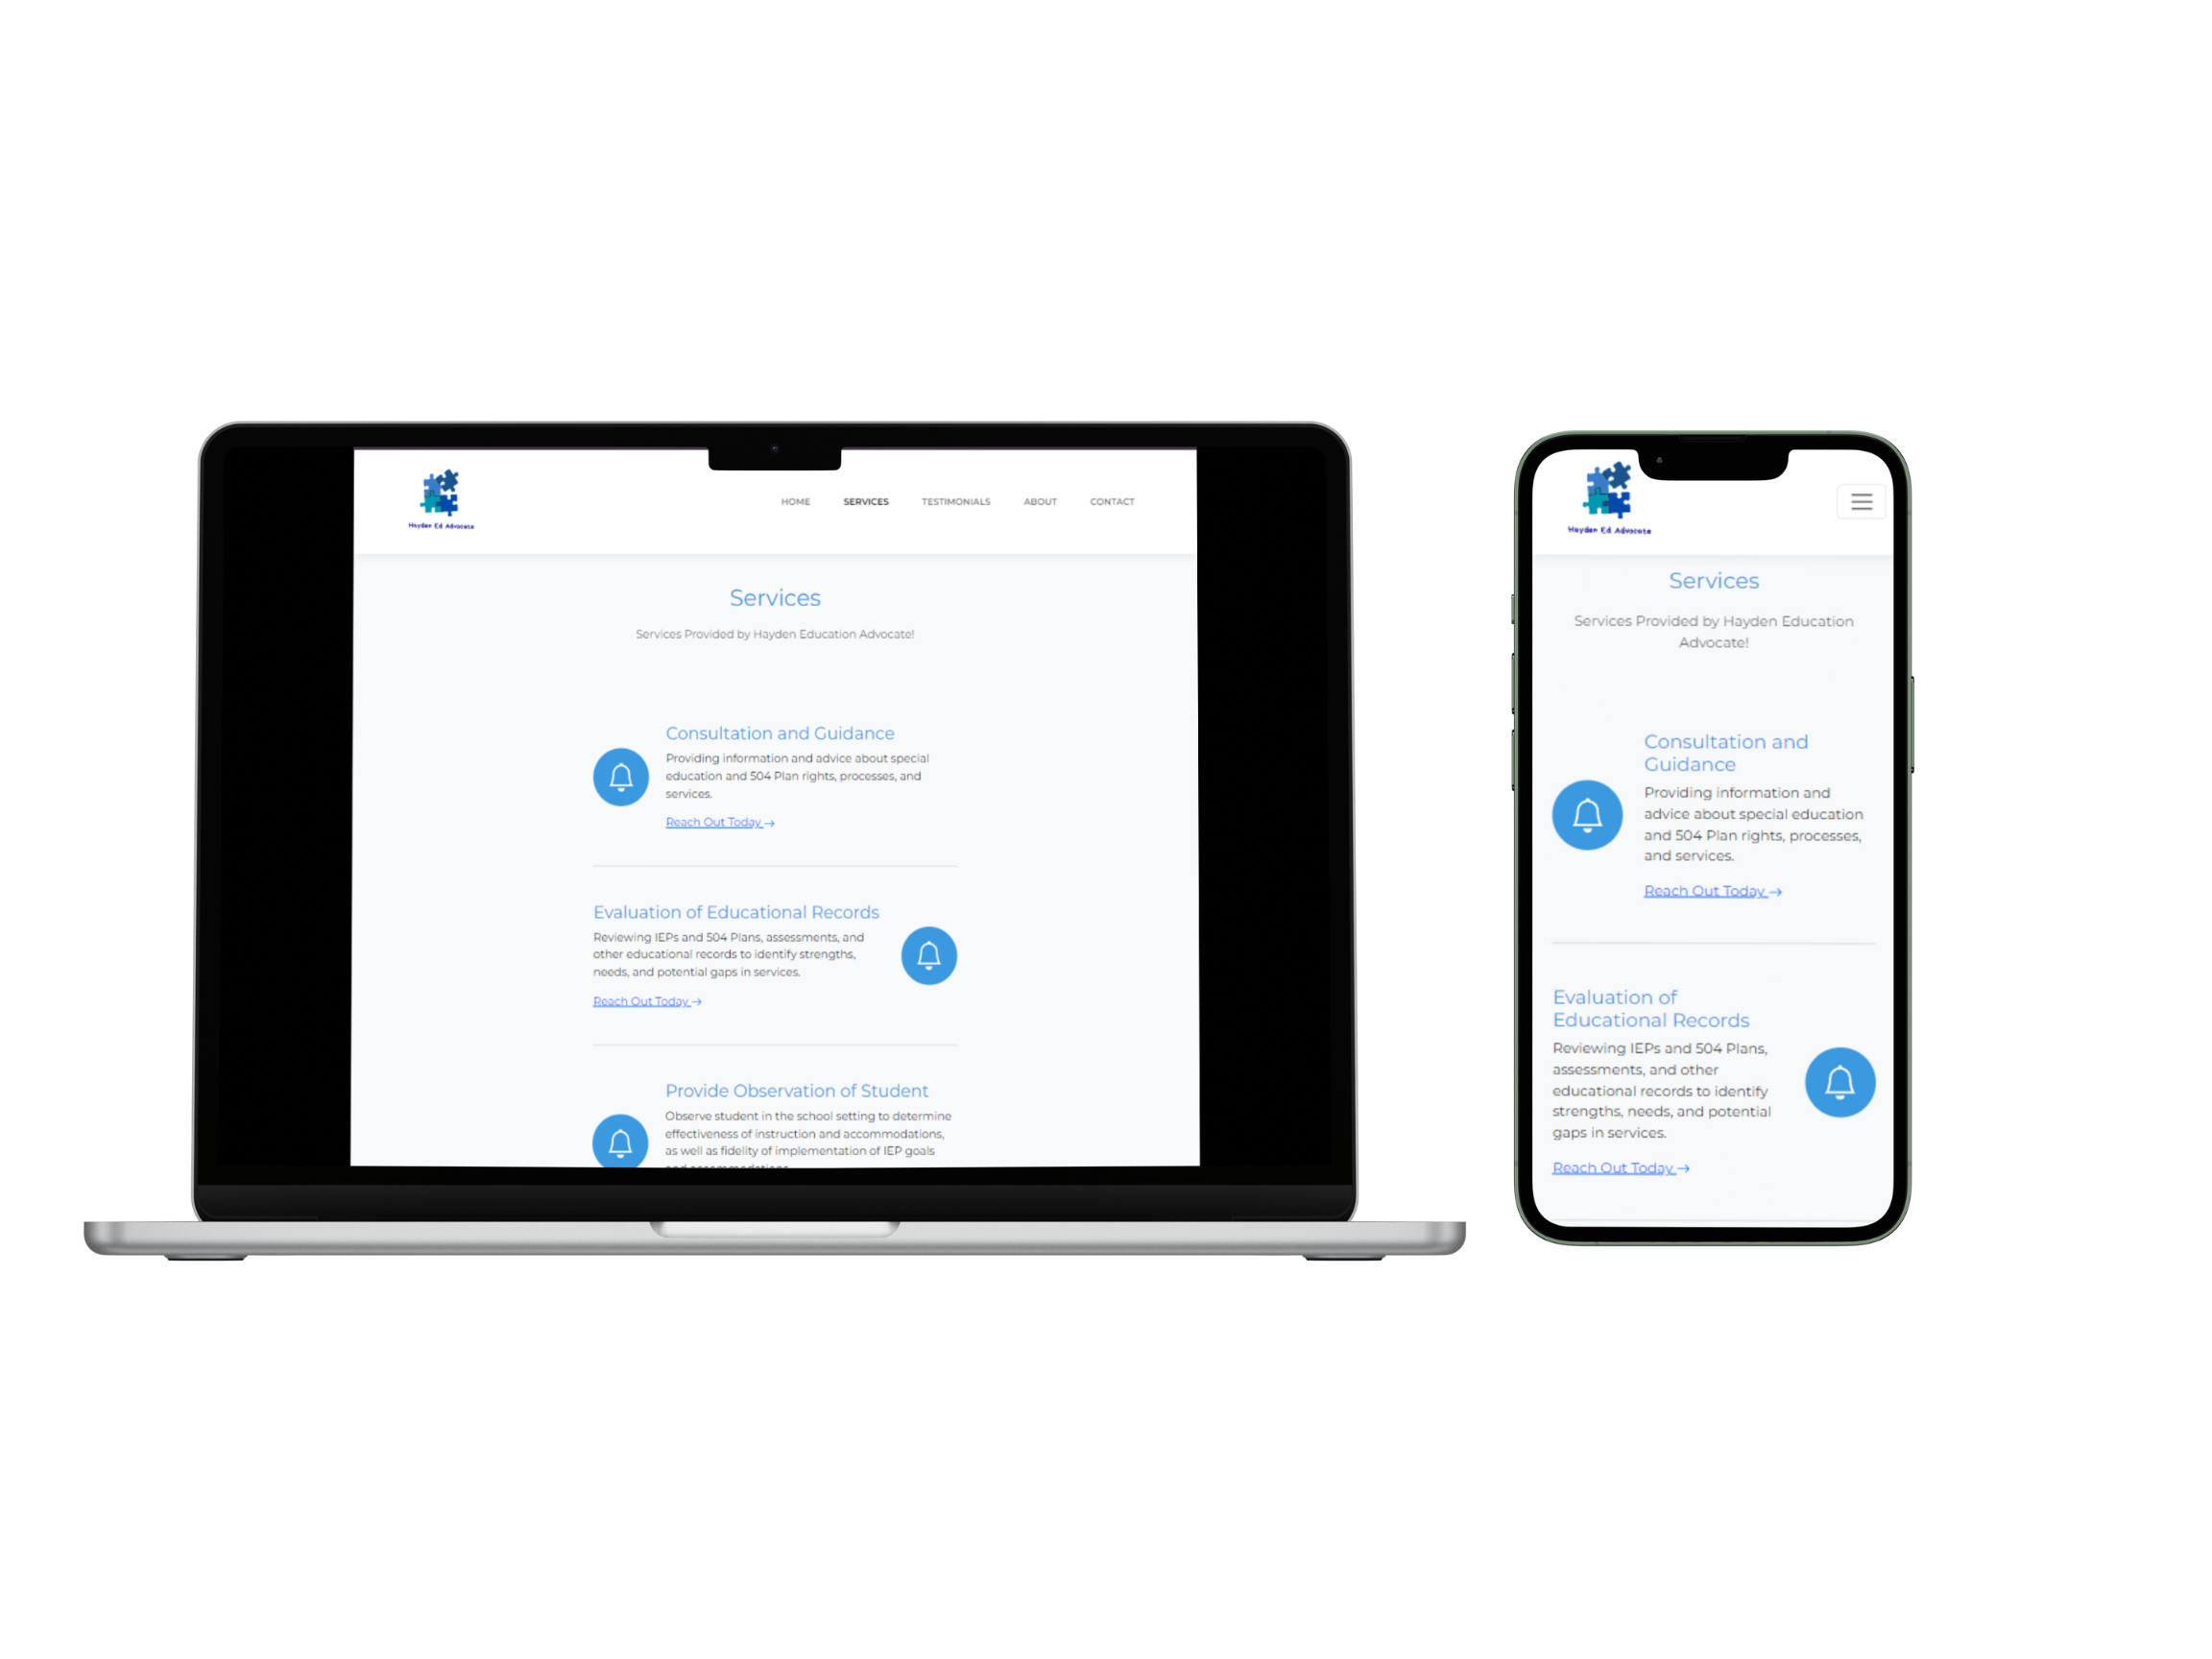 Hayden Ed Advocate
HOME SERVICES TESTIMONIALS ABOUT CONTACT
Services
Services Provided by Hayden Education Advocate!
Consultation and Guidance
Providing information and advice about special
education and 504 Plan rights, processes, and
services.
Reach Out Today →
Evaluation of Educational Records
Reviewing IEPs and 504 Plans, assessments, and
other educational records to identify strengths,
needs, and potential gaps in services.
Reach Out Today →
Provide Observation of Student
Observe student in the school setting to determine
effectiveness of instruction and accommodations,
as well as fidelity of implementation of IEP goals
Hayden Ed Advocate
Services
Services Provided by Hayden Education
Advocate!
Consultation and
Guidance
Providing information and
advice about special education
and 504 Plan rights, processes,
and services.
Reach Out Today →
Evaluation of
Educational Records
Reviewing IEPs and 504 Plans,
assessments, and other
educational records to identify
strengths, needs, and potential
gaps in services.
Reach Out Today →